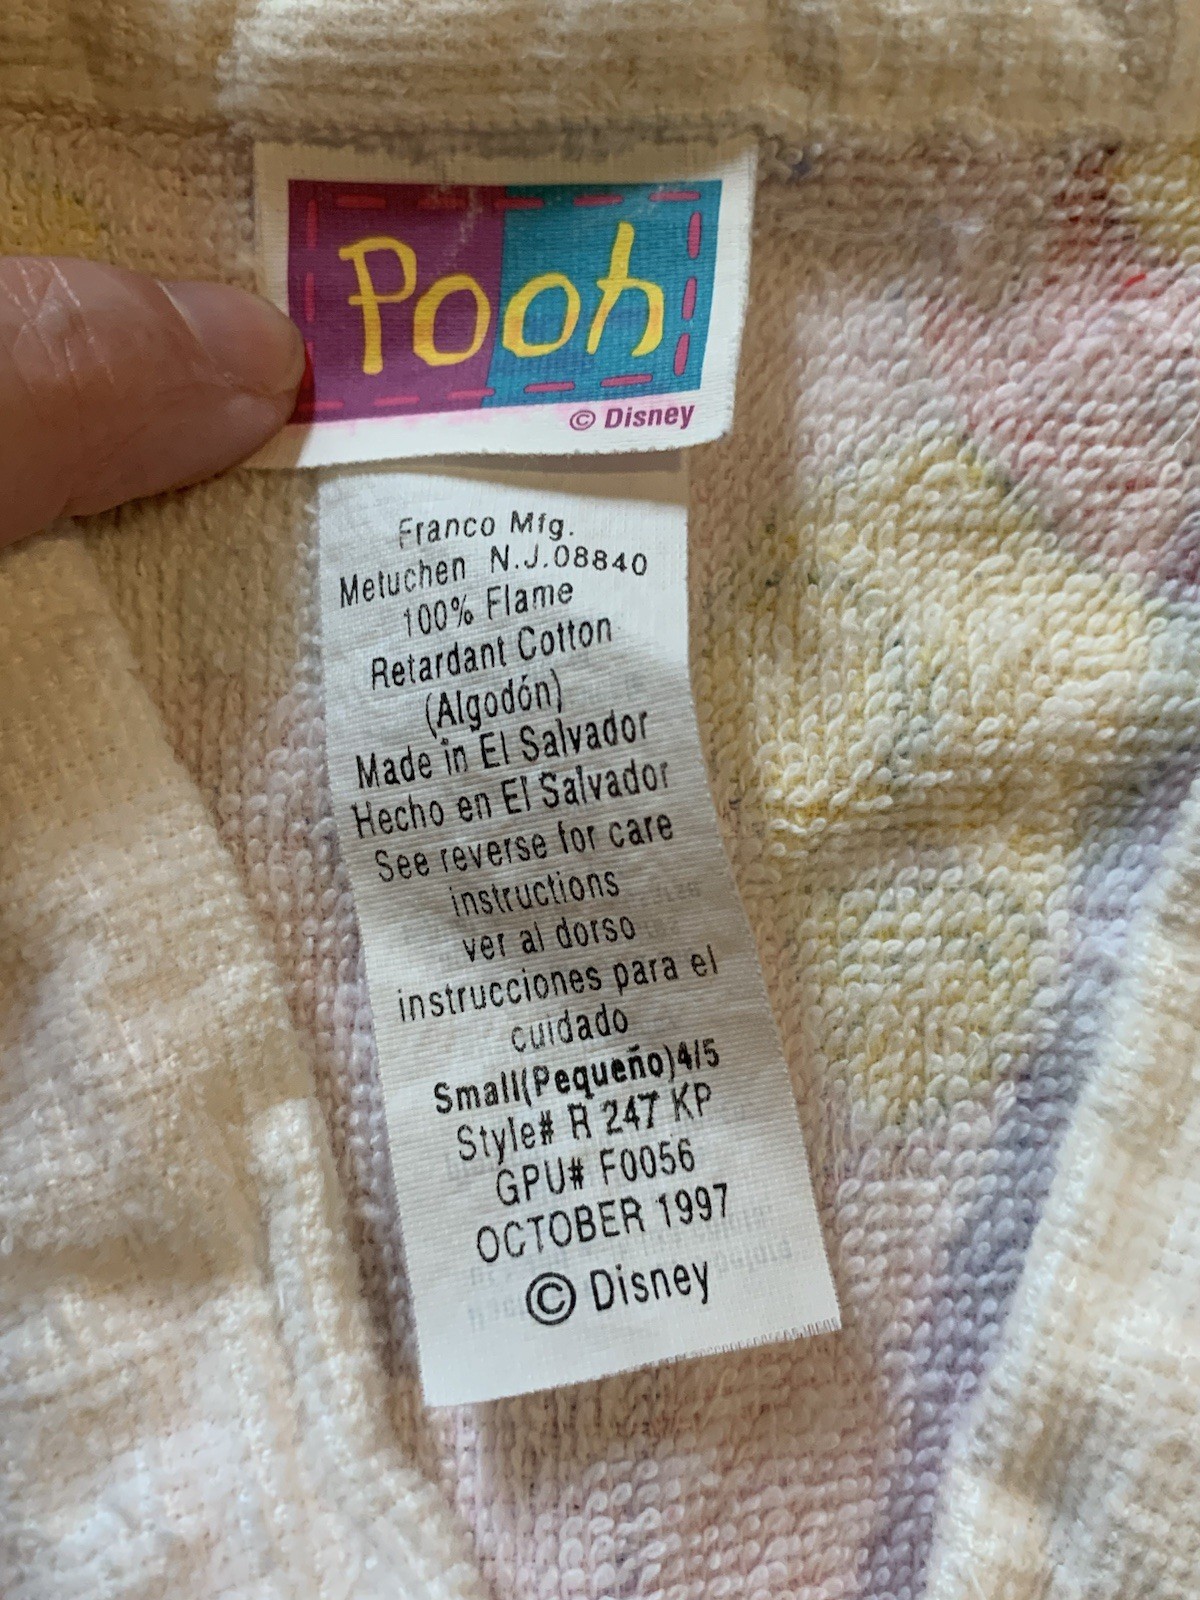 Pooh
© Disney
Franco Mfg.
Metuchen N.J.08840
100% Flame
Retardant Cotton
(Algodón)
Made in El Salvador
Hecho en El Salvador
See reverse for care
instructions
ver al dorso
instrucciones para el
cuidado
Small(Pequeño)4/5
Style# R 247 KP
GPU# F0056
OCTOBER 1997
© Disney